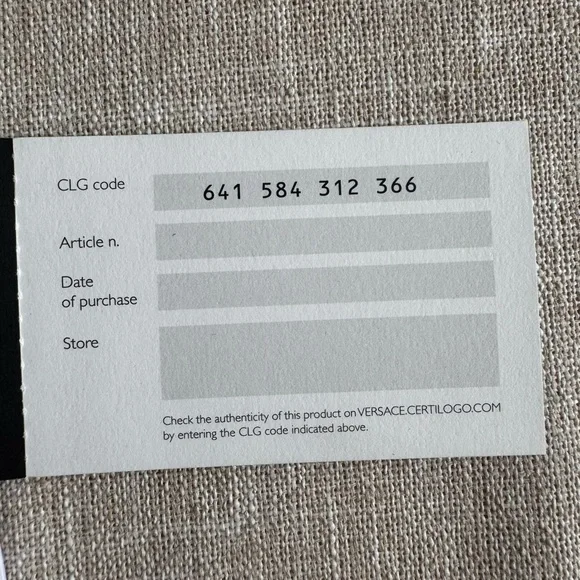 CLG code 641 584 312 366
Article n.
Date
of purchase
Store
Check the authenticity of this product on VERSACE.CERTILOGO.COM
by entering the CLG code indicated above.